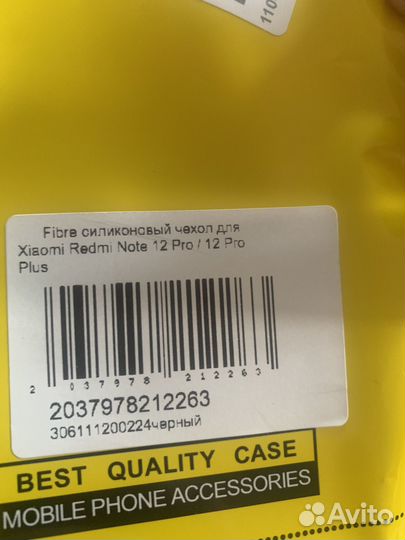 110
Fibre силиконовый чехол для
Xiaomi Redmi Note 12 Pro / 12 Pro
Plus
2 037978 212263
2037978212263
306111200224черный
BEST QUALITY CASE
MOBILE PHONE ACCESSORIES
Avito